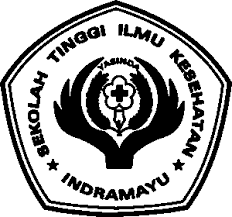 SEKOLAH TINGGI ILMU KESEHATAN
YASINDA
INDRAMAYU